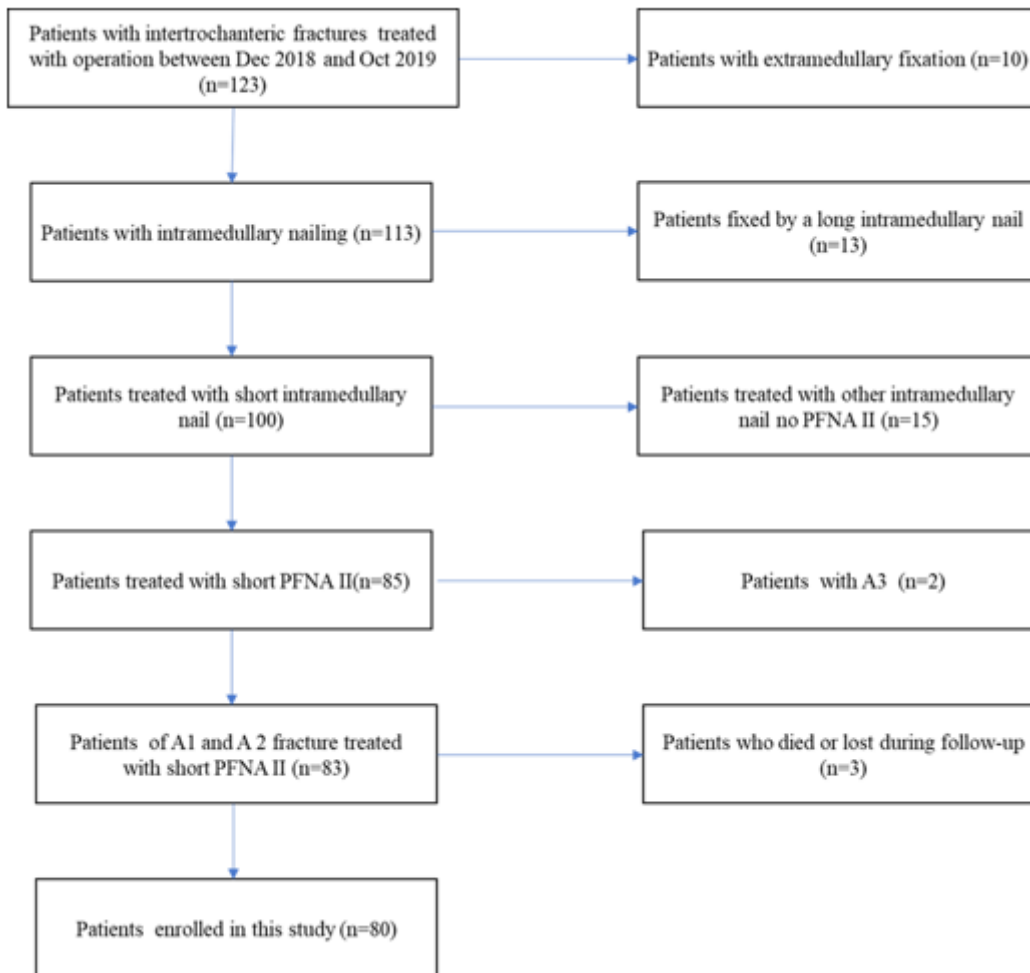 Patients with intertrochanteric fractures treated
with operation between Dec 2018 and Oct 2019
(n=123)
Patients with extramedullary fixation (n=10)
Patients with intramedullary nailing (n=113)
Patients fixed by a long intramedullary nail
(n=13)
Patients treated with short intramedullary
nail (n=100)
Patients treated with other intramedullary
nail no PFNA II (n=15)
Patients treated with short PFNA II(n=85)
Patients with A3 (n=2)
Patients of A1 and A 2 fracture treated
with short PFNA II (n=83)
Patients who died or lost during follow-up
(n=3)
Patients enrolled in this study (n=80)